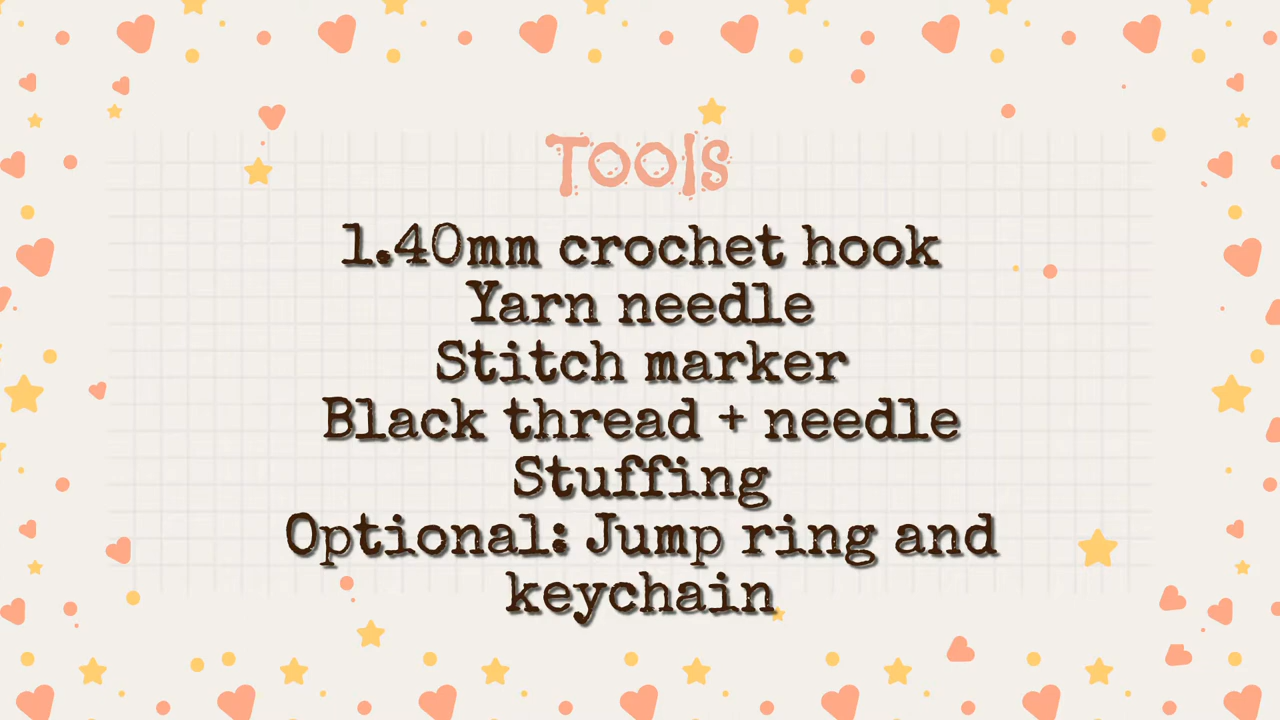 Tools
1.40mm crochet hook
Yarn needle
Stitch marker
Black thread + needle
Stuffing
Optional: Jump ring and
keychain